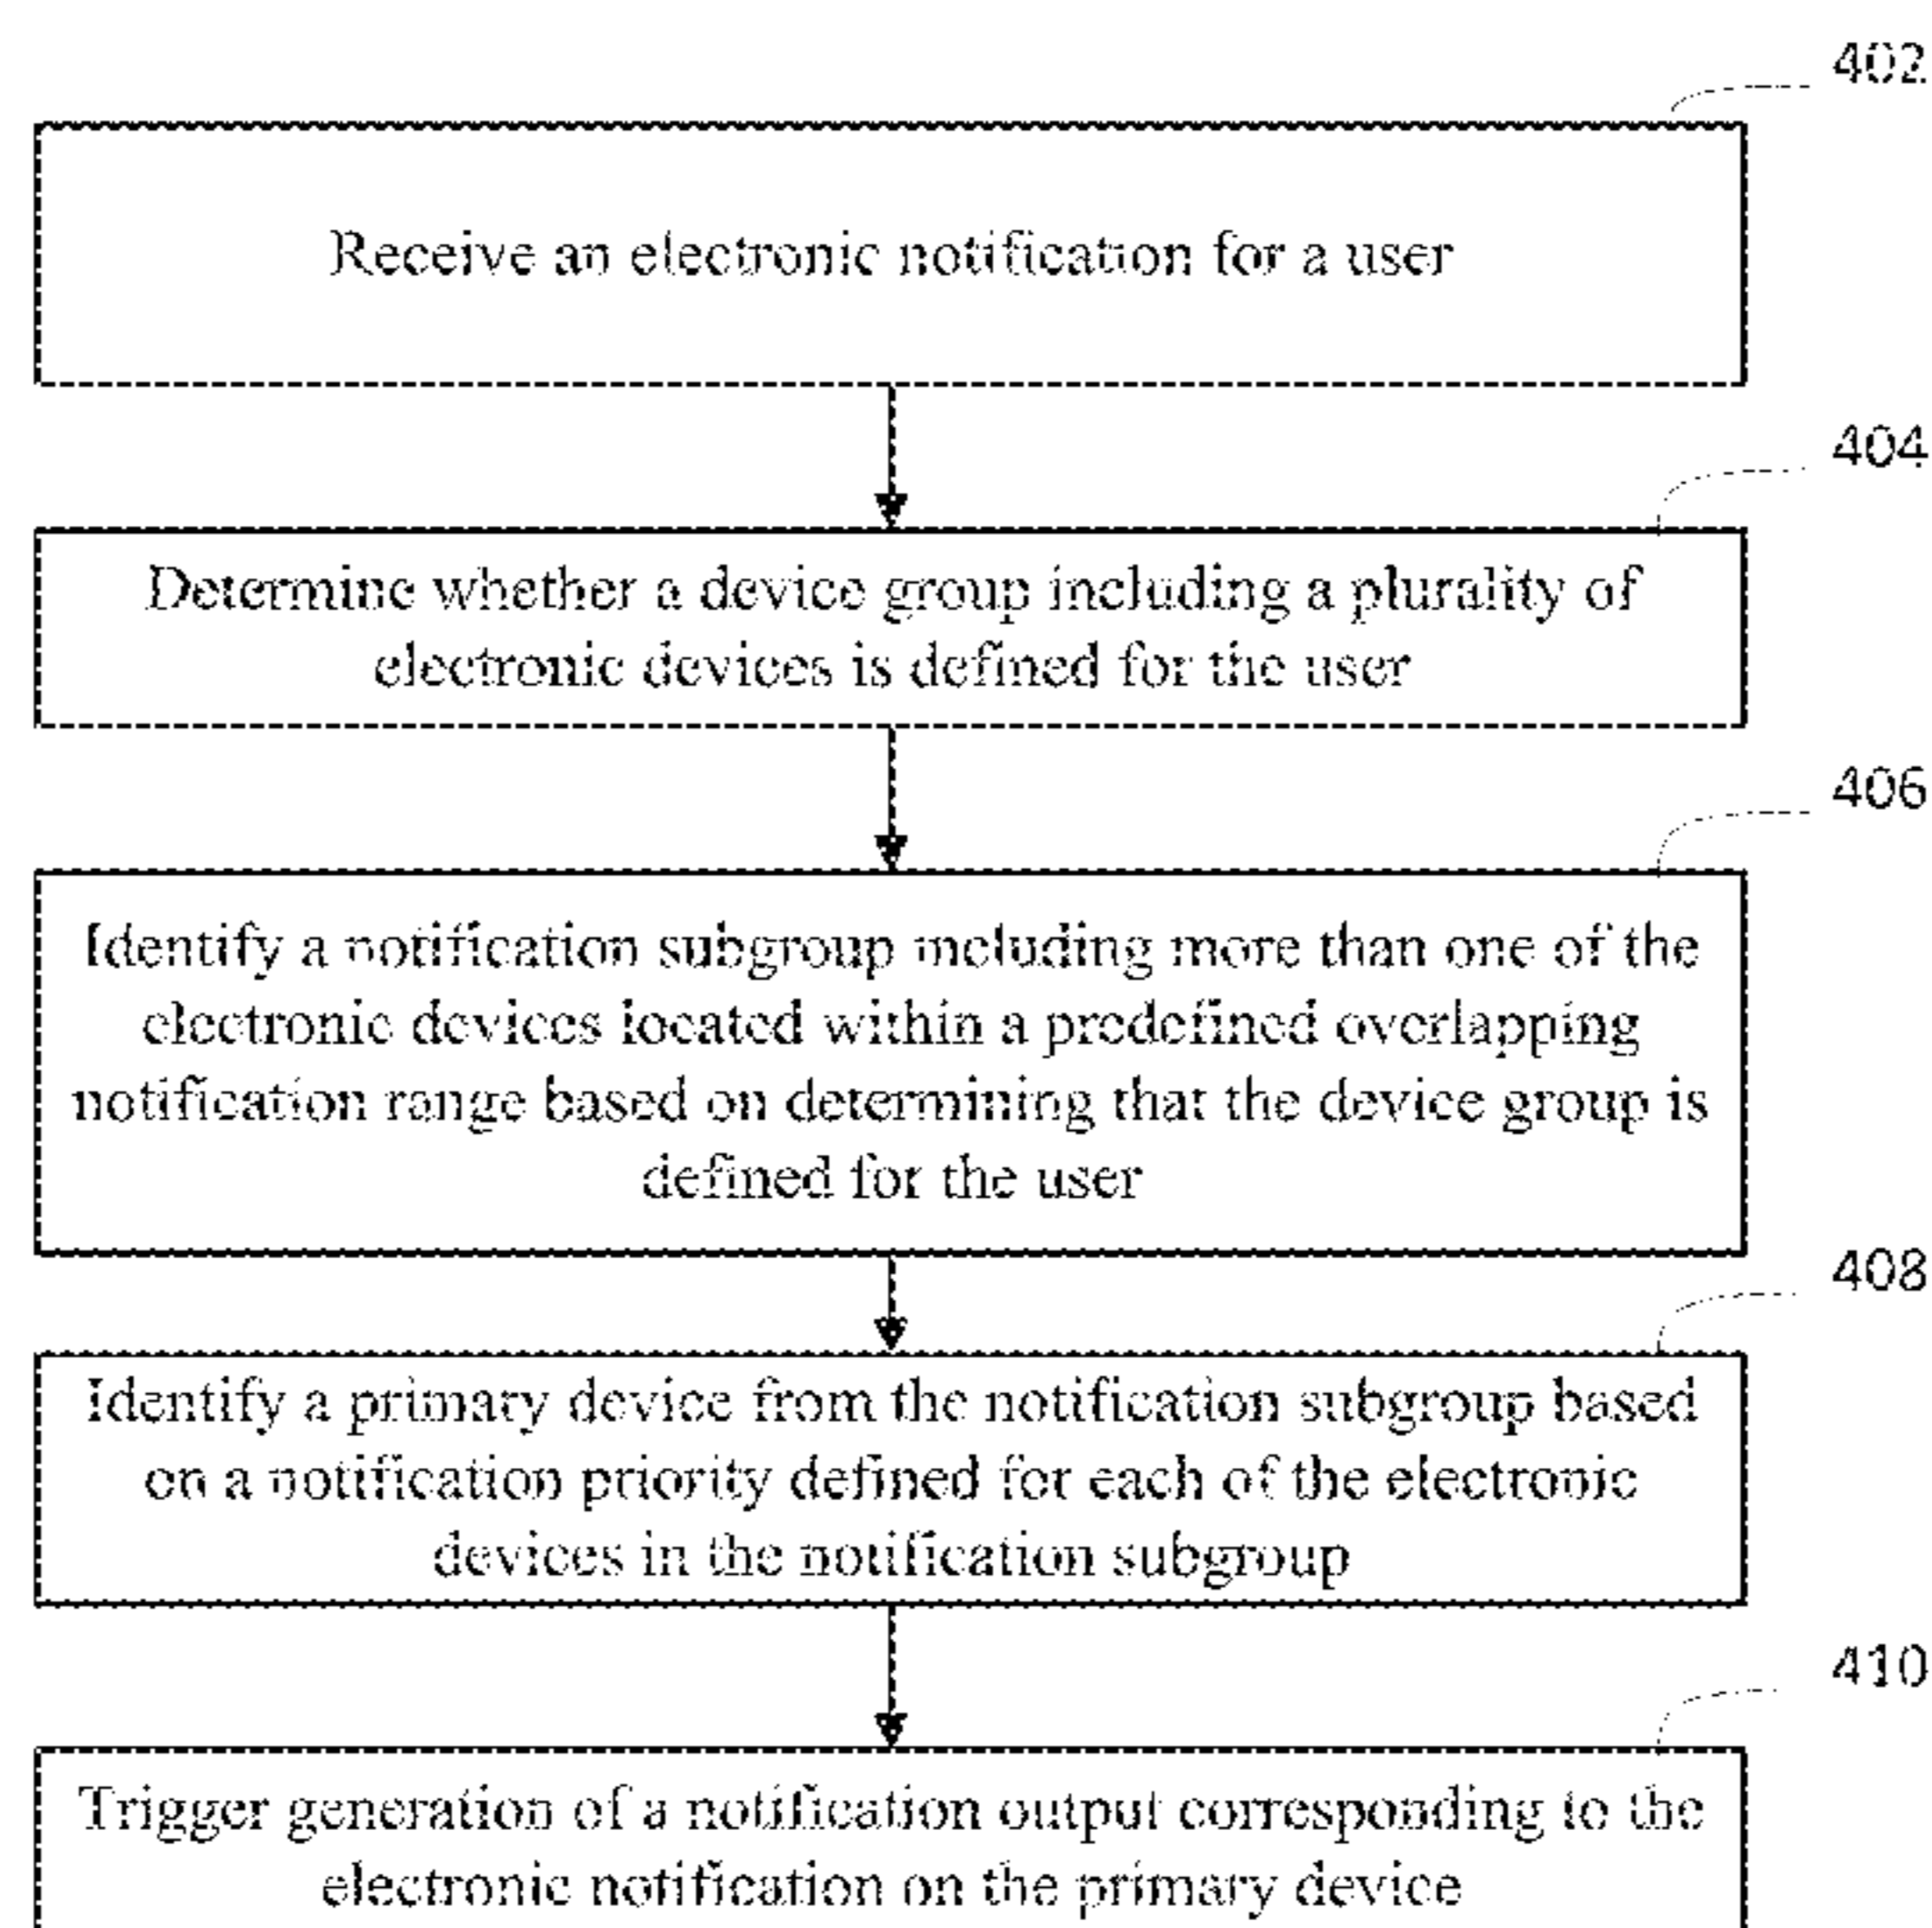 402
Receive an electronic notification for a user
404
Determine whether a device group including a plurality of
electronic devices is defined for the user
406
Identify a notification subgroup including more than one of the
electronic devices located within a predefined overlapping
notification range based on determining that the device group is
defined for the user
408
Identify a primary device from the notification subgroup based
on a notification priority defined for each of the electronic
devices in the notification subgroup
410
Trigger generation of a notification output corresponding to the
electronic notification on the primary device